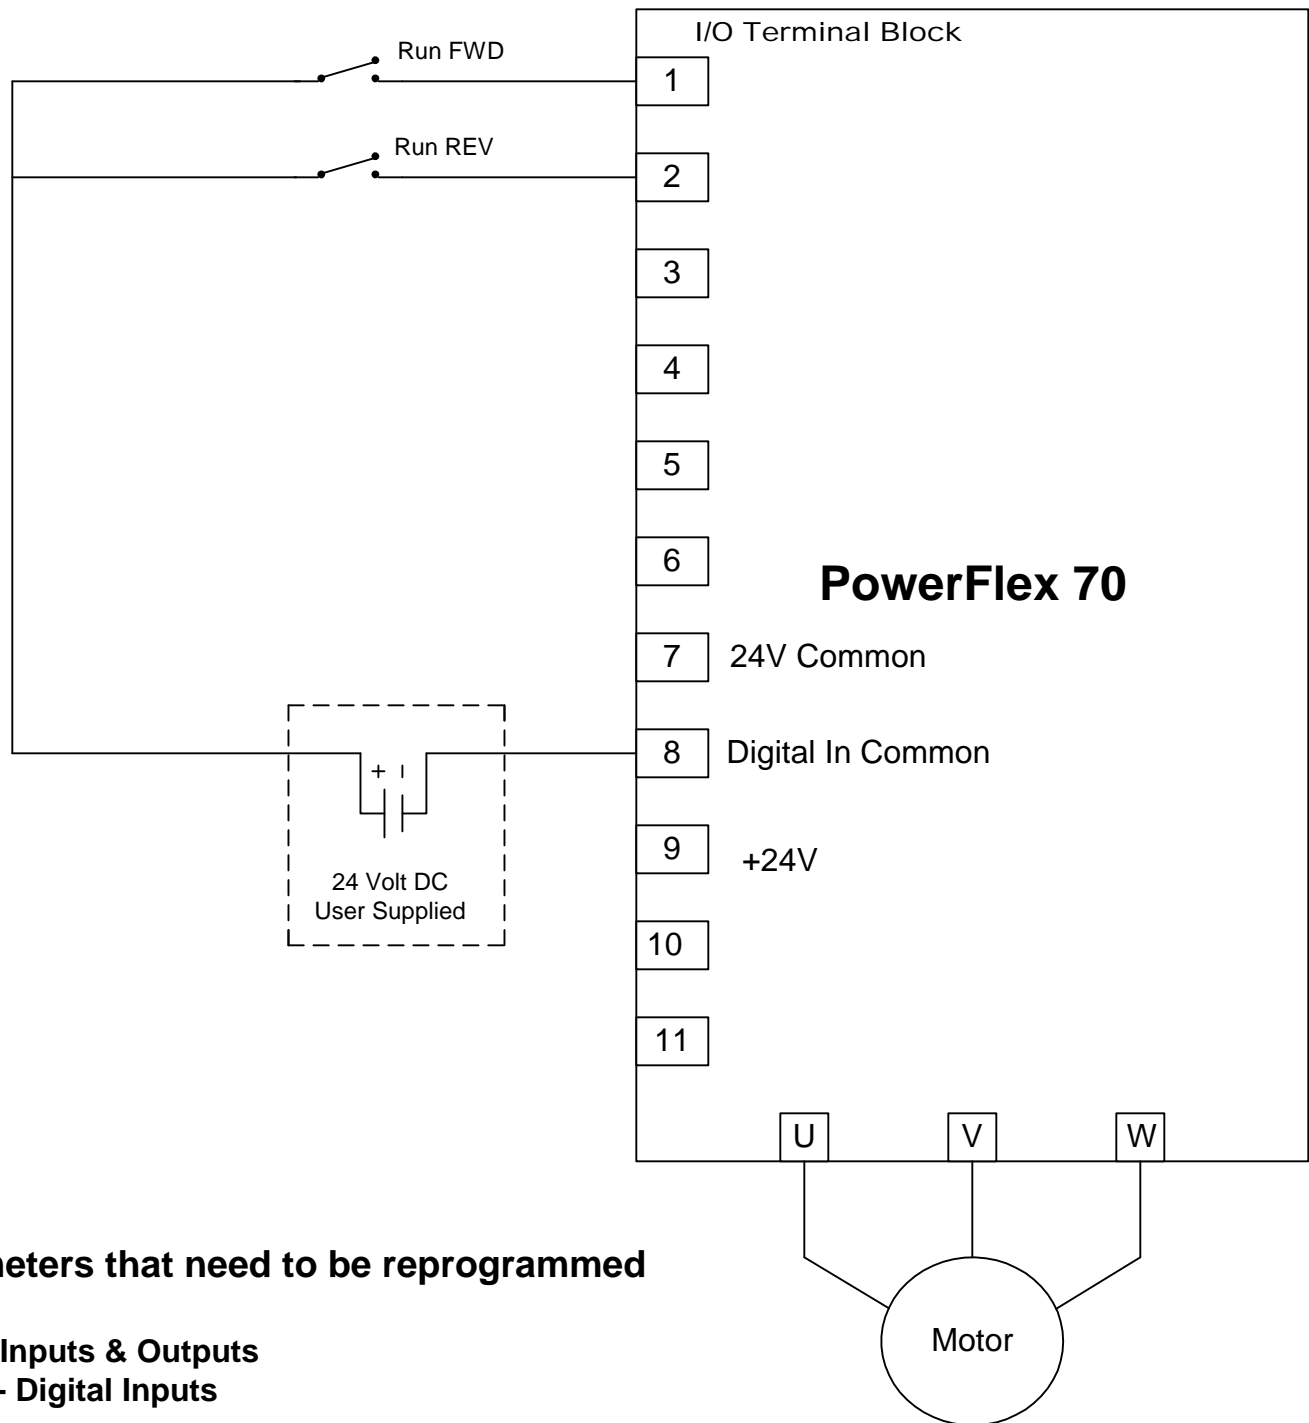 I/O Terminal Block
Run FWD
1
Run REV
2
3
4
5
6
PowerFlex 70
7
24V Common
8
Digital In Common
+
24 Volt DC
User Supplied
9
+24V
10
11
U
V
W
Motor
that need to be reprogrammed
Inputs & Outputs
- Digital Inputs